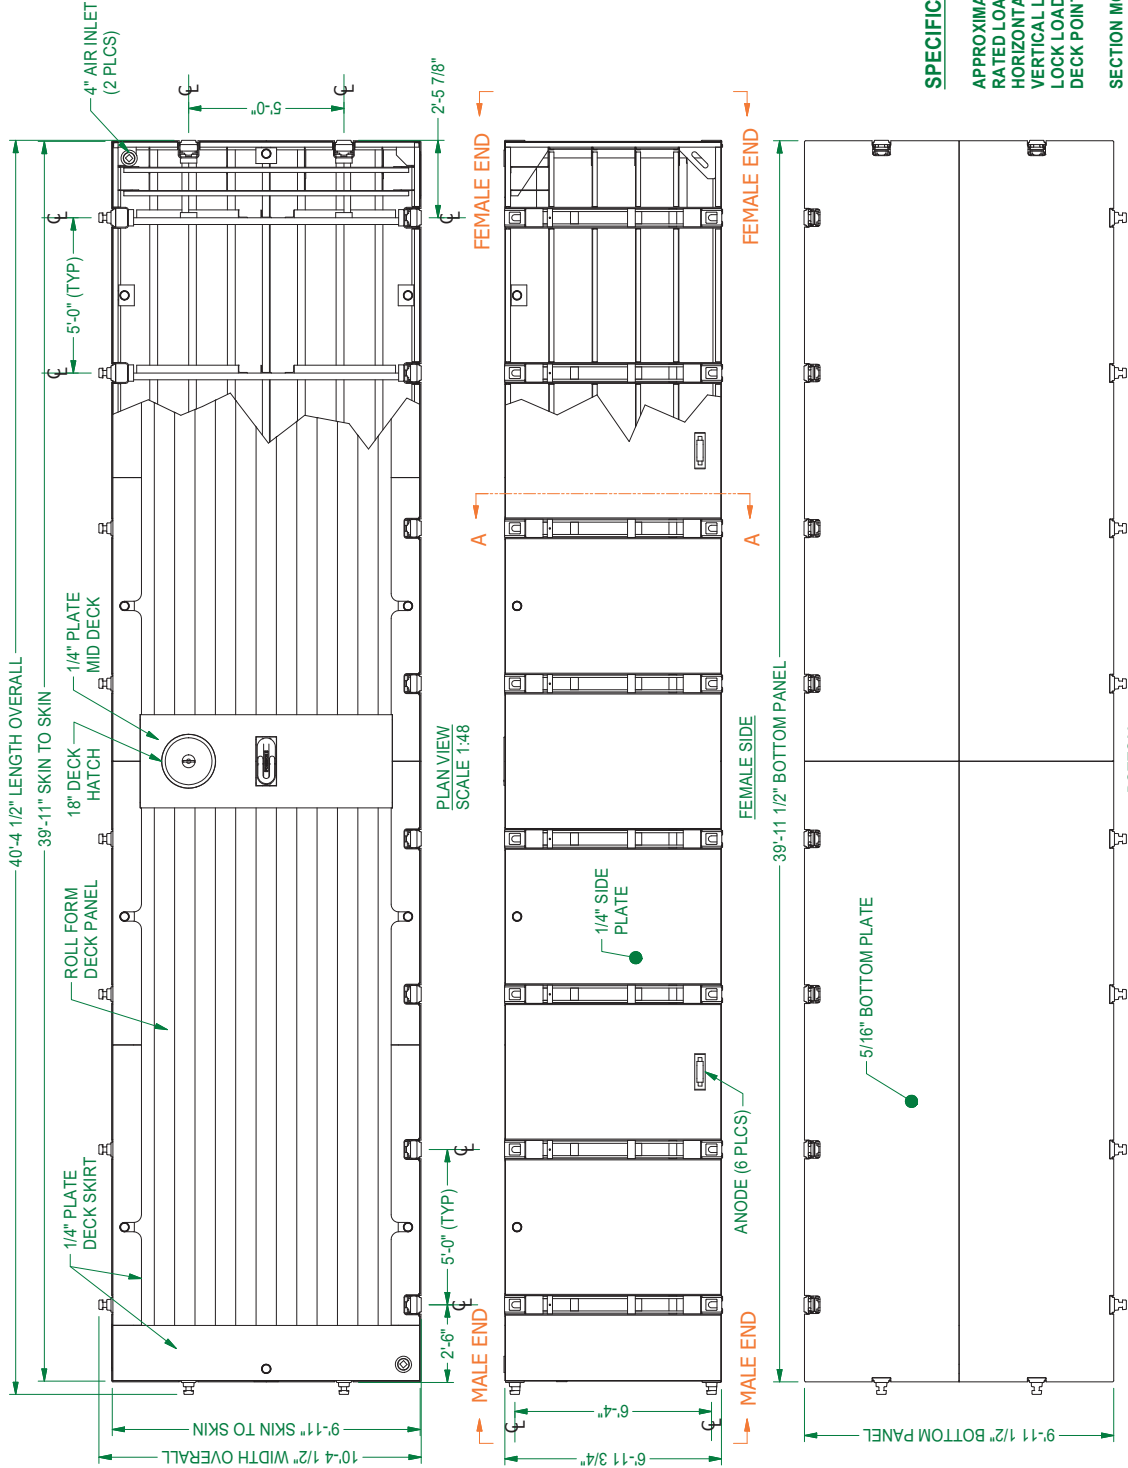 40'-4 1/2" LENGTH OVERALL
39'-11" SKIN TO SKIN
1/4" PLATE
DECK SKIRT
ROLL FORM
DECK PANEL
18" DECK
HATCH
1/4" PLATE
MID DECK
5'-0" (TYP)
4" AIR INLET
(2 PLCS)
5'-0"
2'-5 7/8"
10'-4 1/2" WIDTH OVERALL
9'-11" SKIN TO SKIN
PLAN VIEW
SCALE 1:48
MALE END
2'-6"
5'-0" (TYP)
A
FEMALE END
6'-11 3/4"
6'-4"
1/4" SIDE
PLATE
ANODE (6 PLCS)
MALE END
FEMALE SIDE
A
FEMALE END
39'-11 1/2" BOTTOM PANEL
9'-11 1/2" BOTTOM PANEL
5/16" BOTTOM PLATE
SPECIFIC
APPROXIMA
RATED LOA
HORIZONTA
VERTICAL L
LOCK LOAD
DECK POINT
SECTION MO